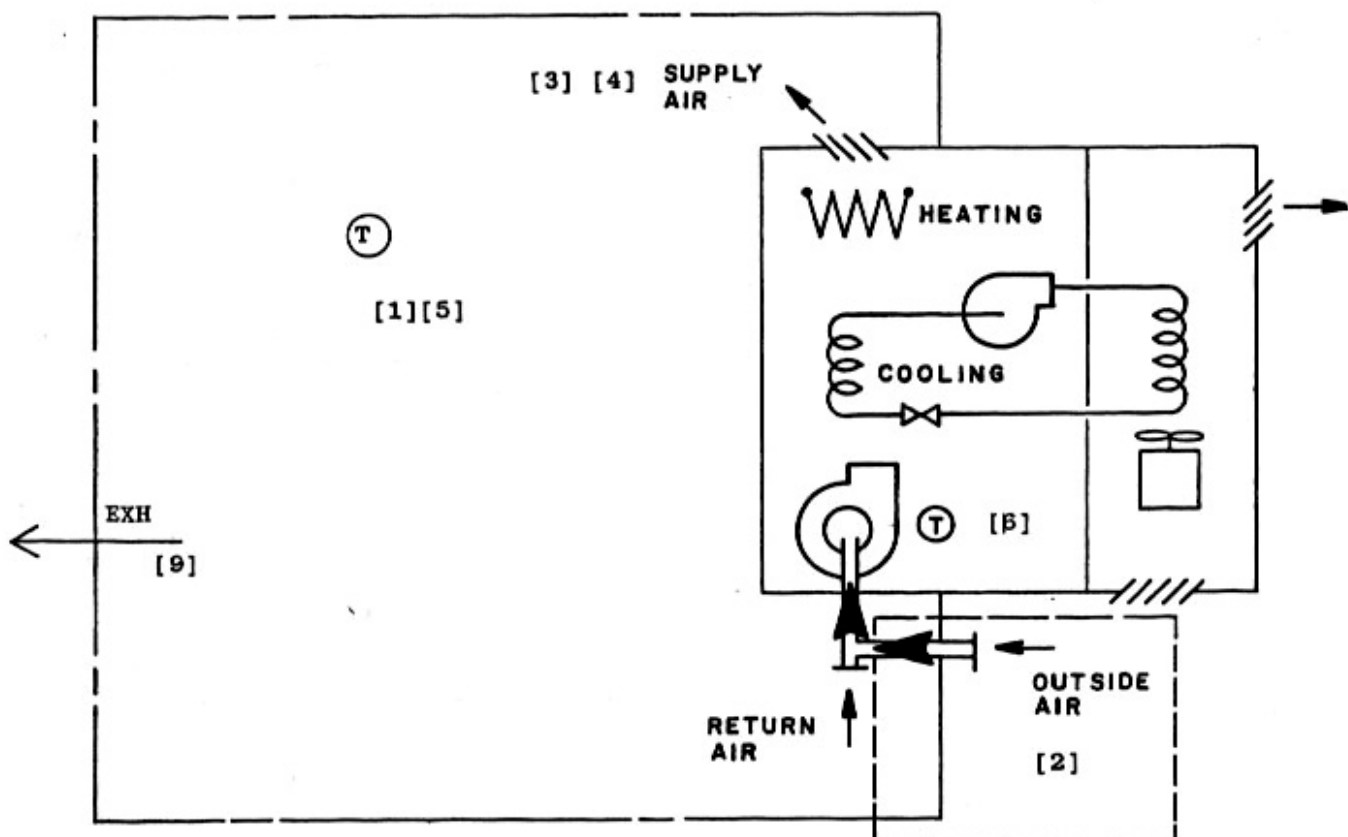 [3] [4] SUPPLY
AIR
T
HEATING
[1][5]
COOLING
EXH
T [β]
[9]
OUTSIDE
AIR
RETURN
AIR
[2]